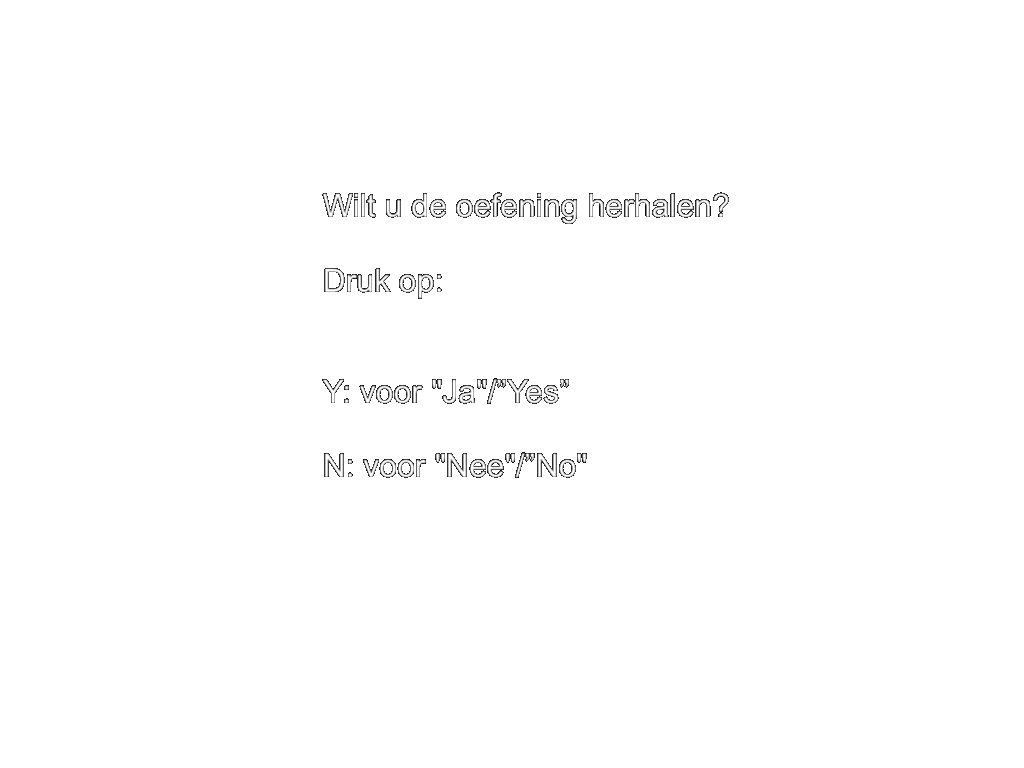 Wilt u de oefening herhalen?
Druk op:
Y: voor "Ja"/"Yes”
N: voor "Nee"/"No"